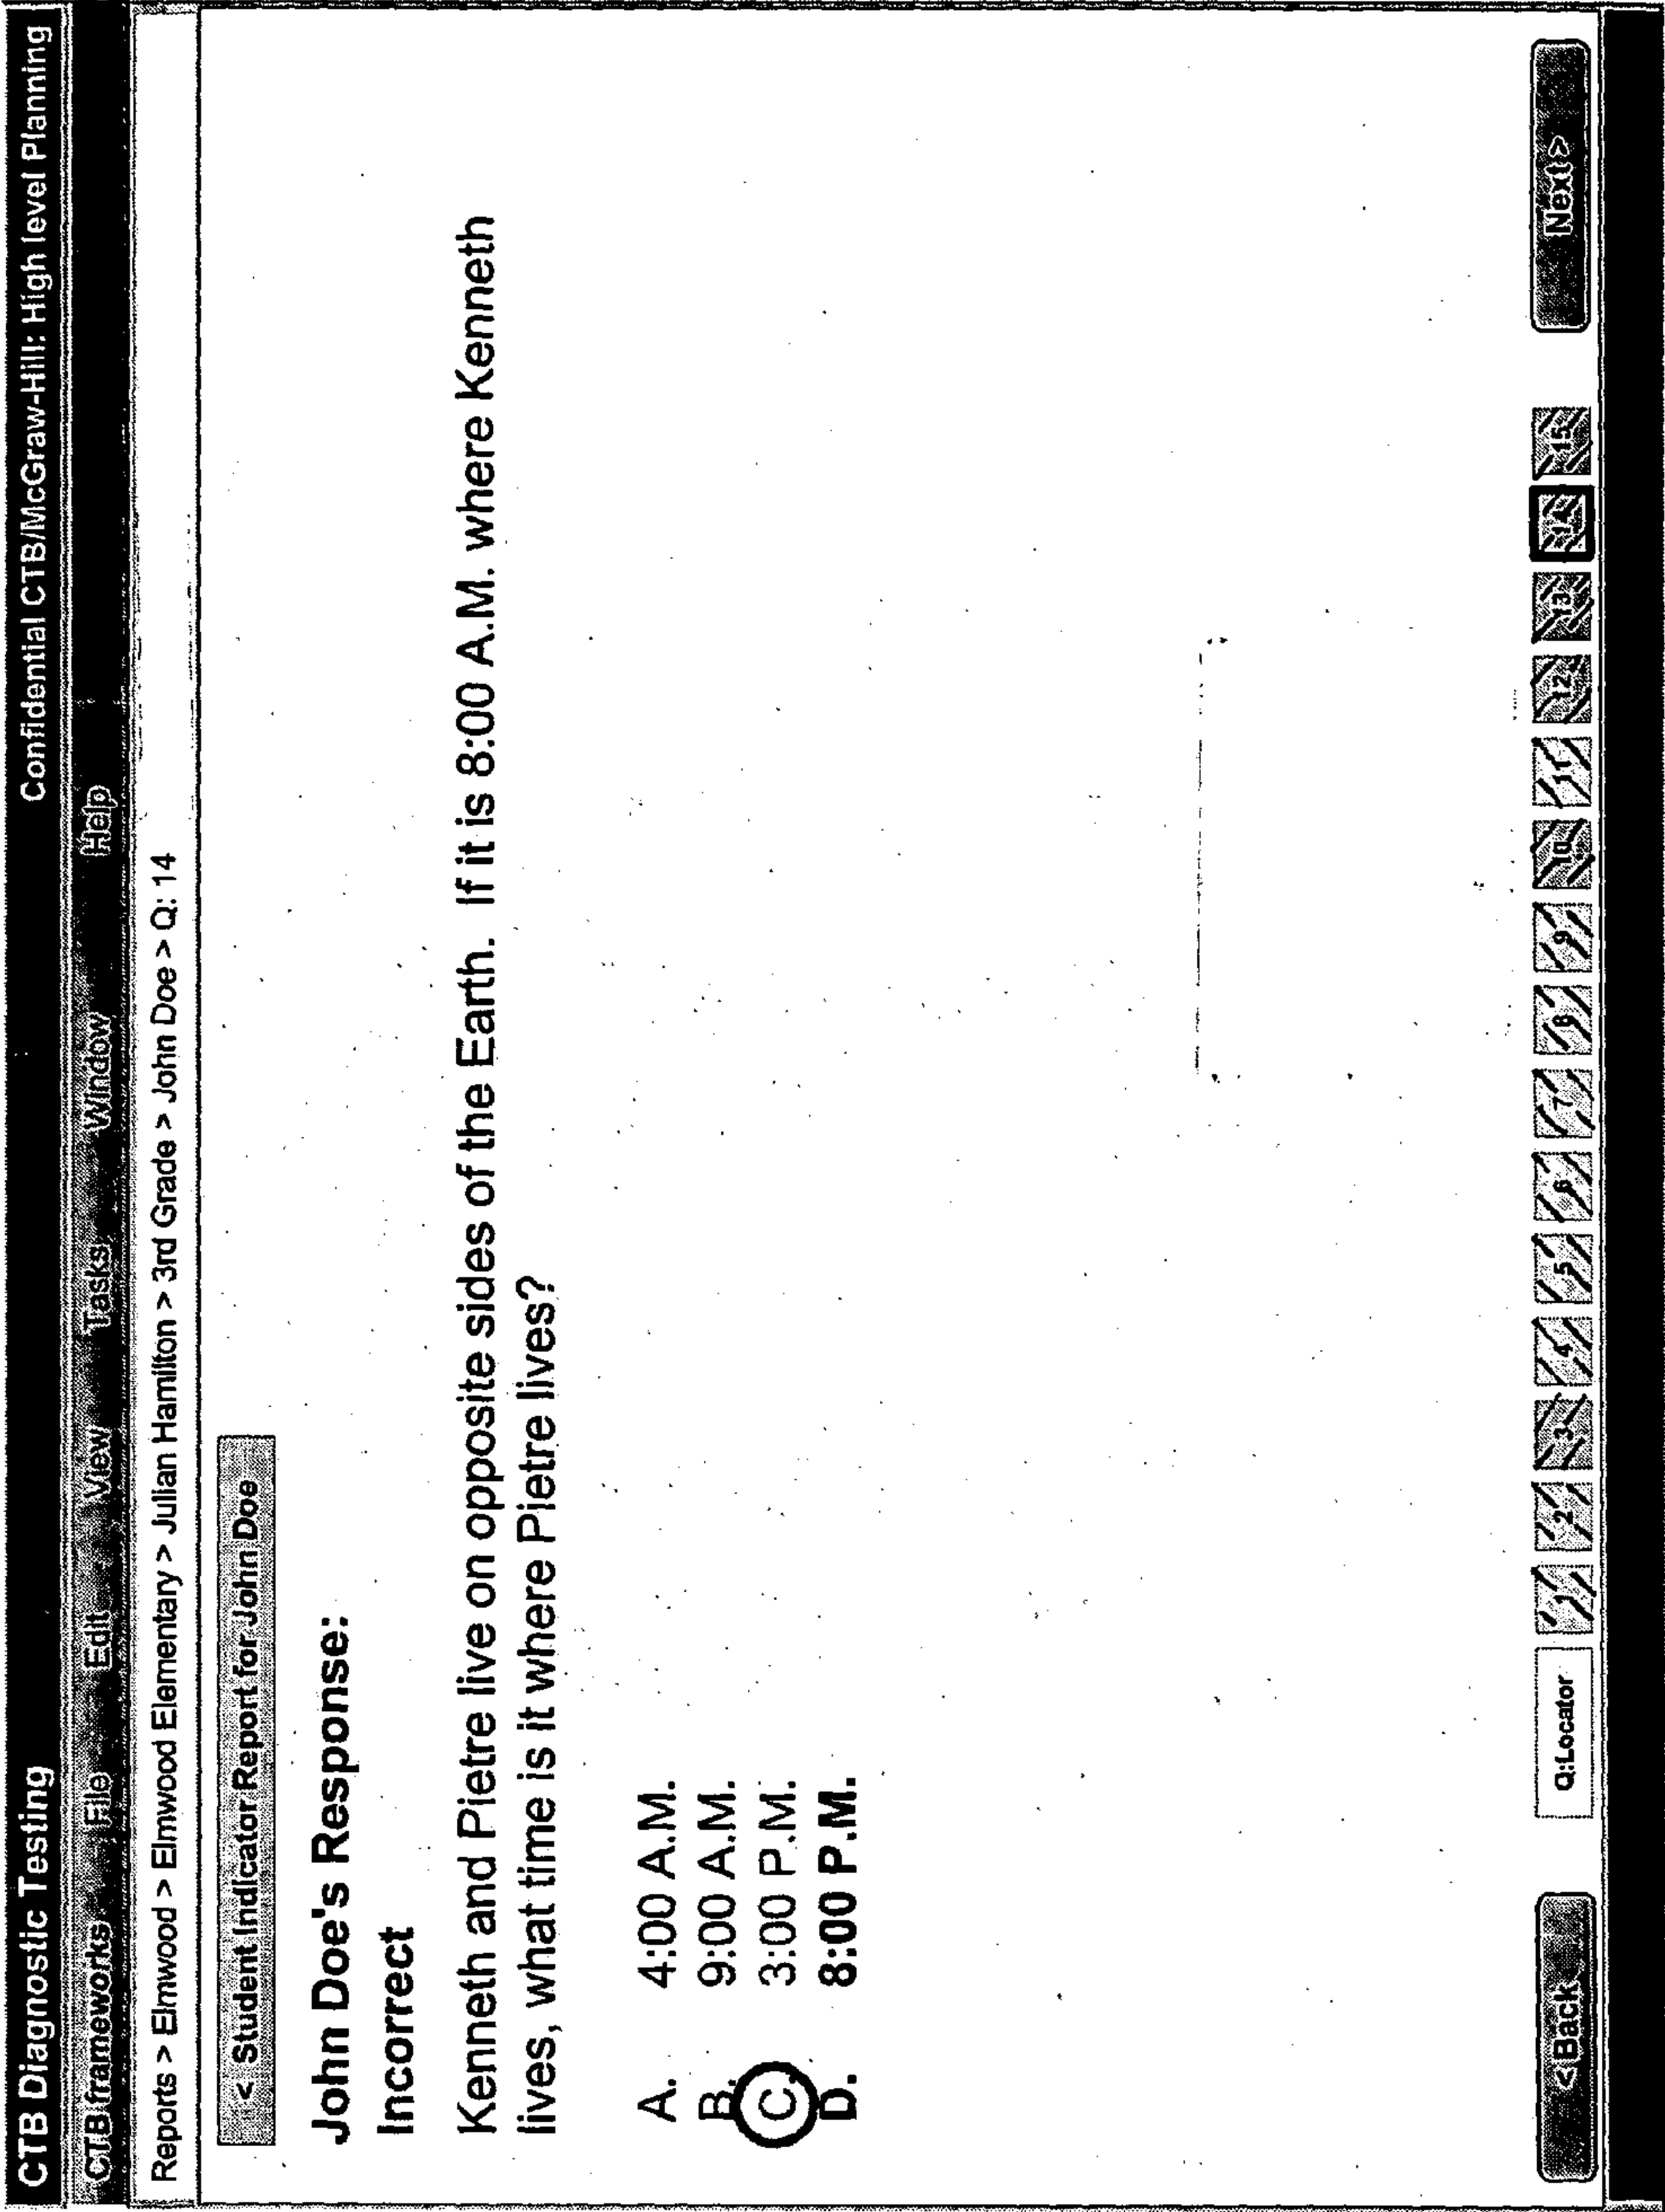 CTB Diagnostic Testing Confidential CTB/McGraw-Hill: High level Planning
CTB frameworks File Edit View Tasks Window Help
Reports > Elmwood > Elmwood Elementary > Julian Hamilton > 3rd Grade > John Doe > Q: 14
< Student Indicator Report for John Doe
John Doe's Response:
Incorrect
Kenneth and Pietre live on opposite sides of the Earth. If it is 8:00 A.M. where Kenneth
lives, what time is it where Pietre lives?
A. 4:00 A.M.
B. 9:00 A.M.
C. 3:00 P.M.
D. 8:00 P.M.
<Back Q:Locator 1 2 3 4 5 6 7 8 9 10 11 12 13 14 15 Next>